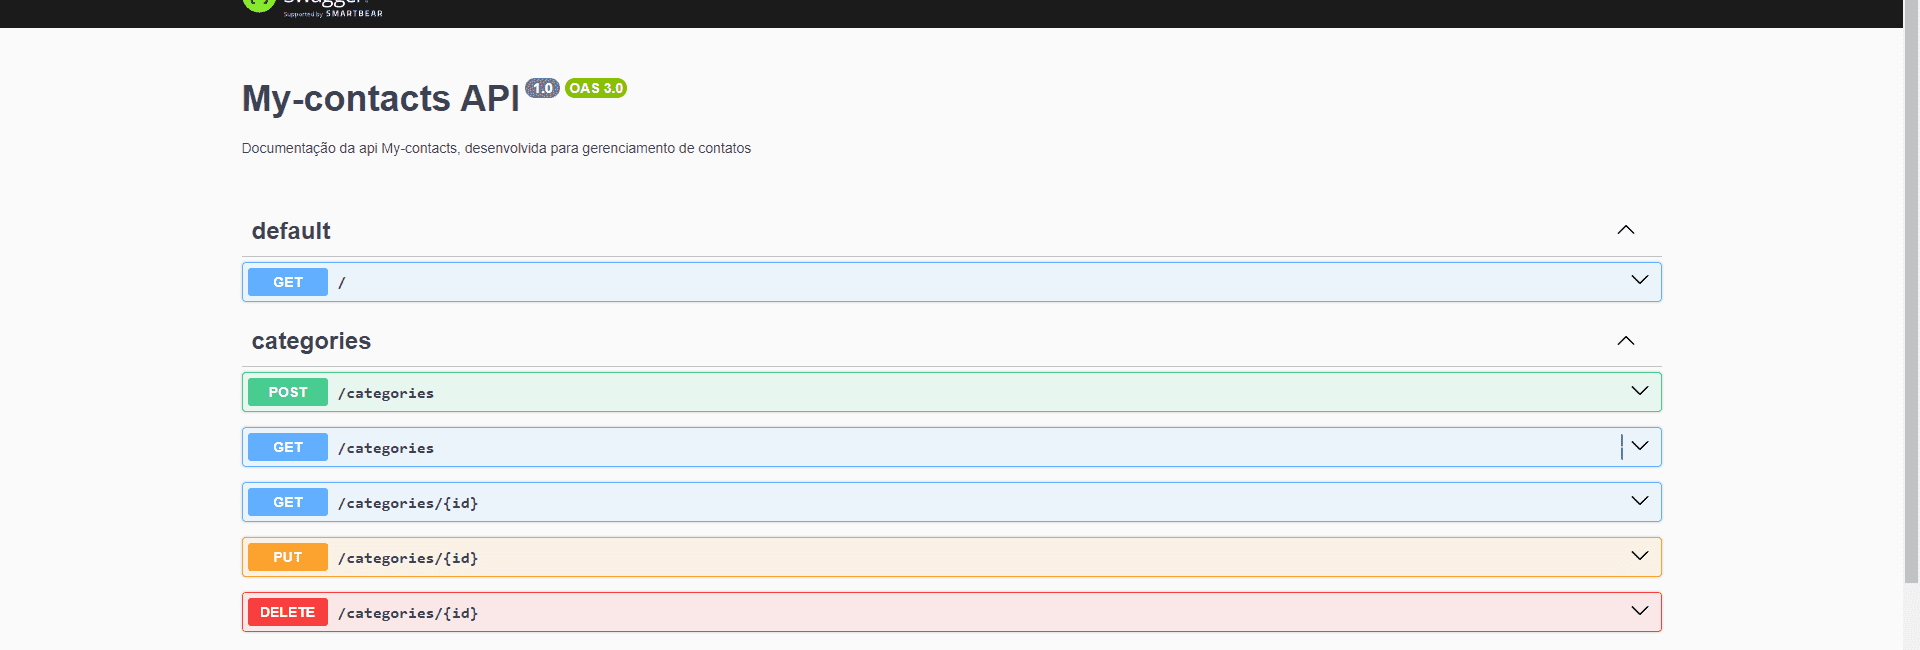 Swagger
Supported by SMARTBEAR
My-contacts API 1.0 OAS 3.0
Documentação da api My-contacts, desenvolvida para gerenciamento de contatos
default
GET /
categories
POST /categories
GET /categories
GET /categories/{id}
PUT /categories/{id}
DELETE /categories/{id}